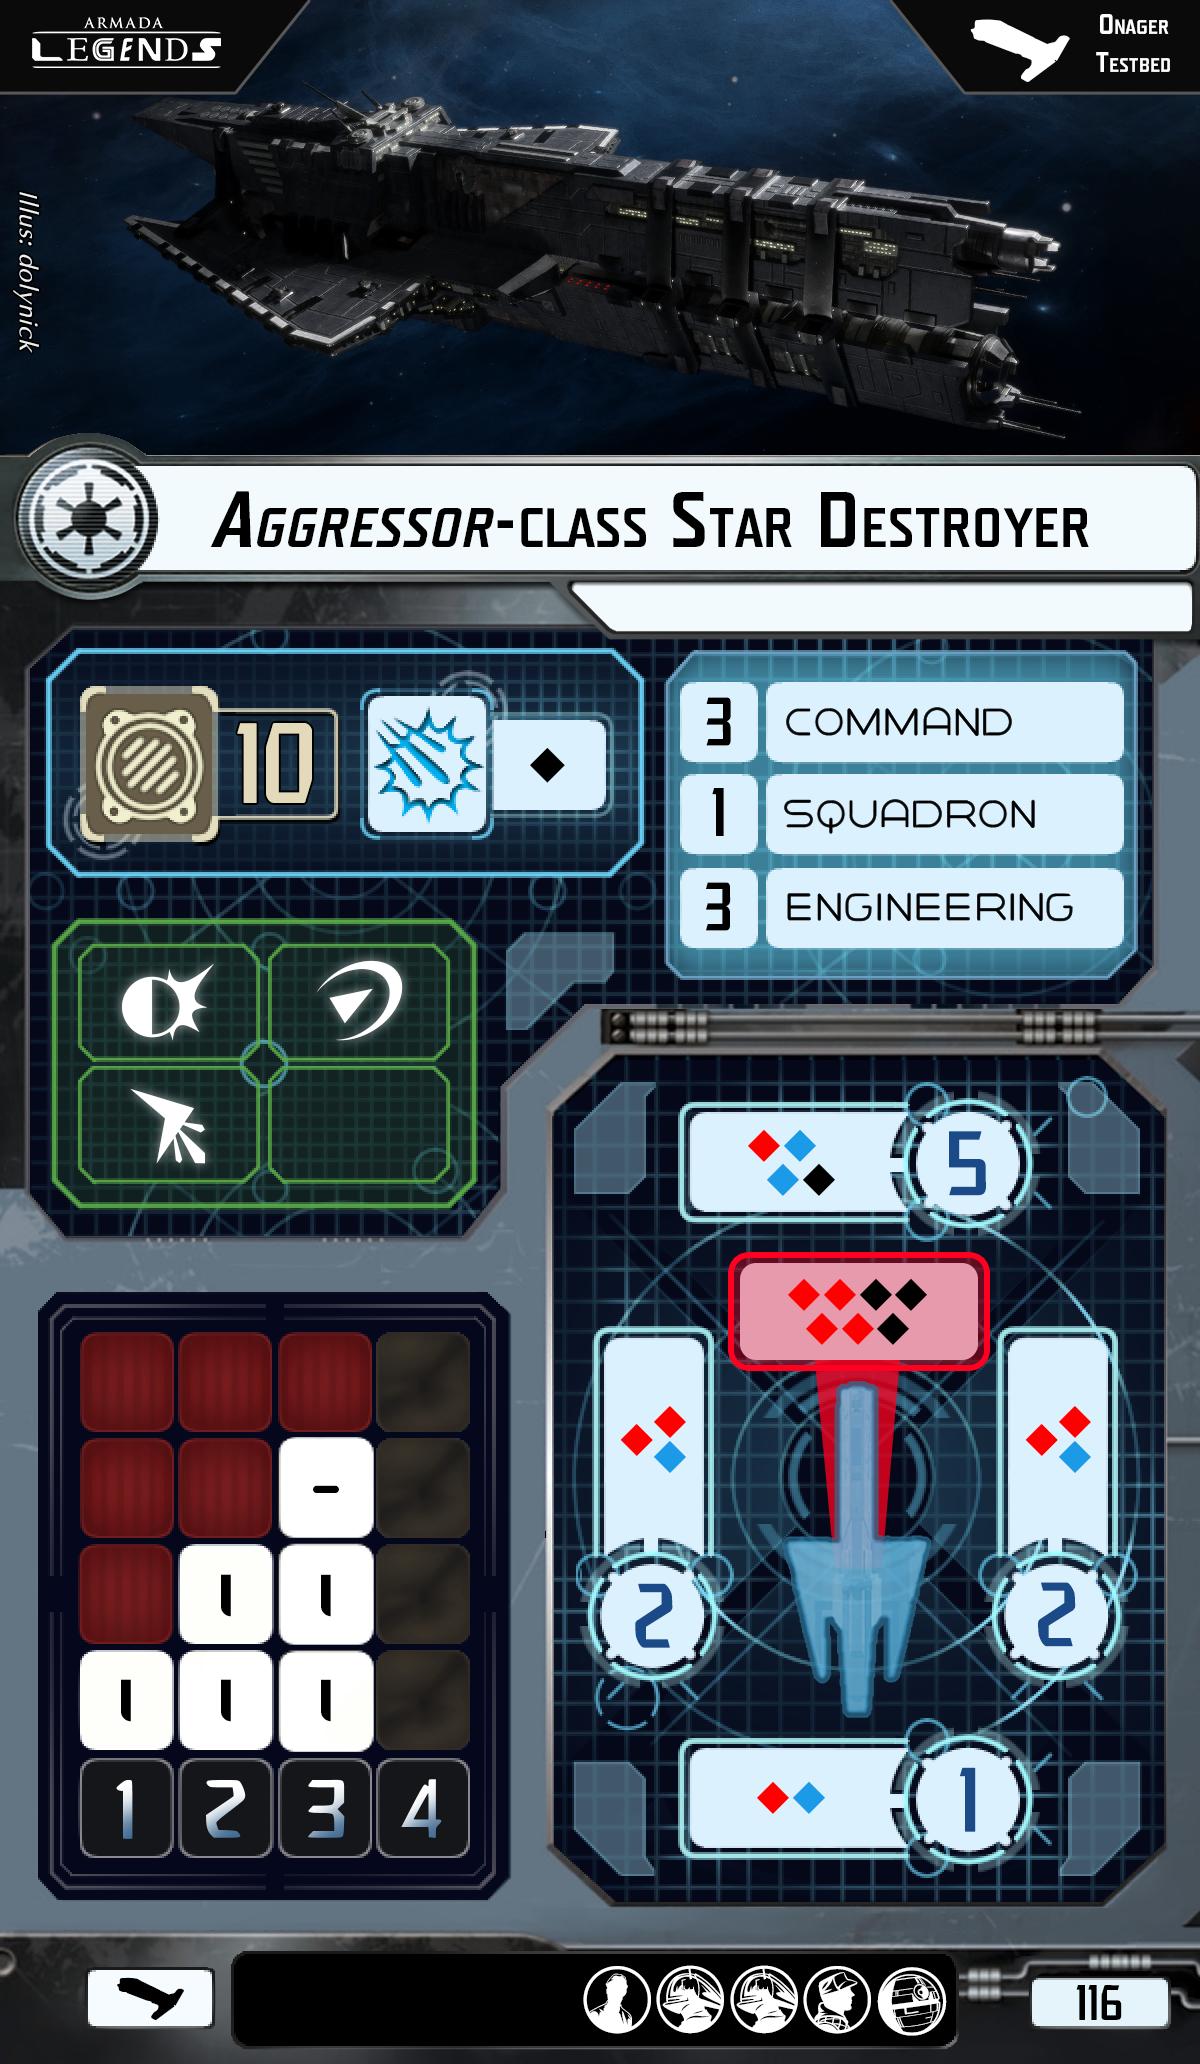 ARMADA
LEGENDS
ONAGER
TESTBED
Illus: dolynick
AGGRESSOR-CLASS STAR DESTROYER
10
3 COMMAND
1 SQUADRON
3 ENGINEERING
5
2
2
1
-
I I
I I I
1 2 3 4
116